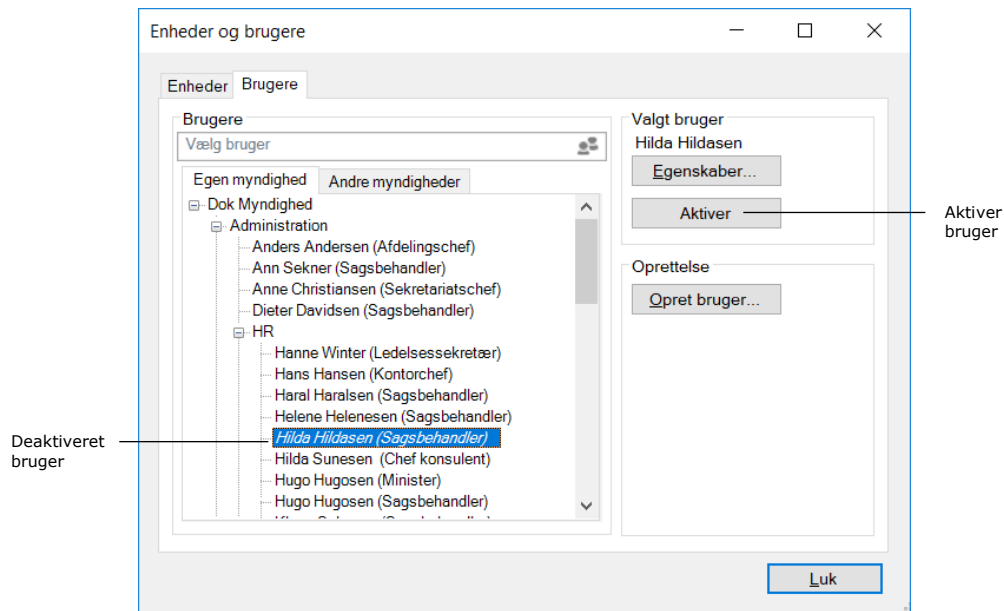 Enheder og brugere
Enheder
Brugere
Brugere
Vælg bruger
Egen myndighed
Andre myndigheder
Dok Myndighed
Administration
Anders Andersen (Afdelingschef)
Ann Sekner (Sagsbehandler)
Anne Christiansen (Sekretariatschef)
Dieter Davidsen (Sagsbehandler)
HR
Hanne Winter (Ledelsessekretær)
Hans Hansen (Kontorchef)
Haral Haralsen (Sagsbehandler)
Helene Helenesen (Sagsbehandler)
Hilda Hildasen (Sagsbehandler)
Hilda Sunesen (Chef konsulent)
Hugo Hugosen (Minister)
Hugo Hugosen (Sagsbehandler)
Valgt bruger
Hilda Hildasen
Egenskaber...
Aktiver
Oprettelse
Opret bruger...
Luk
Aktiver
bruger
Deaktiveret
bruger